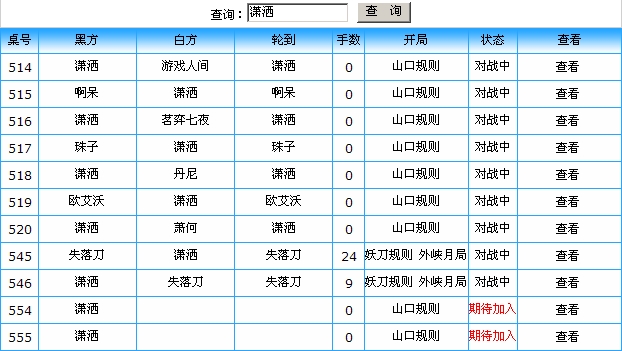 查询： 潇洒 查 询
桌号 黑方 白方 轮到 手数 开局 状态 查看
514 潇洒 游戏人间 潇洒 0 山口规则 对战中 查看
515 啊呆 潇洒 啊呆 0 山口规则 对战中 查看
516 潇洒 茗弈七夜 潇洒 0 山口规则 对战中 查看
517 珠子 潇洒 珠子 0 山口规则 对战中 查看
518 潇洒 丹尼 潇洒 0 山口规则 对战中 查看
519 欧艾沃 潇洒 欧艾沃 0 山口规则 对战中 查看
520 潇洒 萧何 潇洒 0 山口规则 对战中 查看
545 失落刀 潇洒 失落刀 24 妖刀规则 外峡月局 对战中 查看
546 潇洒 失落刀 失落刀 9 妖刀规则 外峡月局 对战中 查看
554 潇洒 0 山口规则 期待加入 查看
555 潇洒 0 山口规则 期待加入 查看